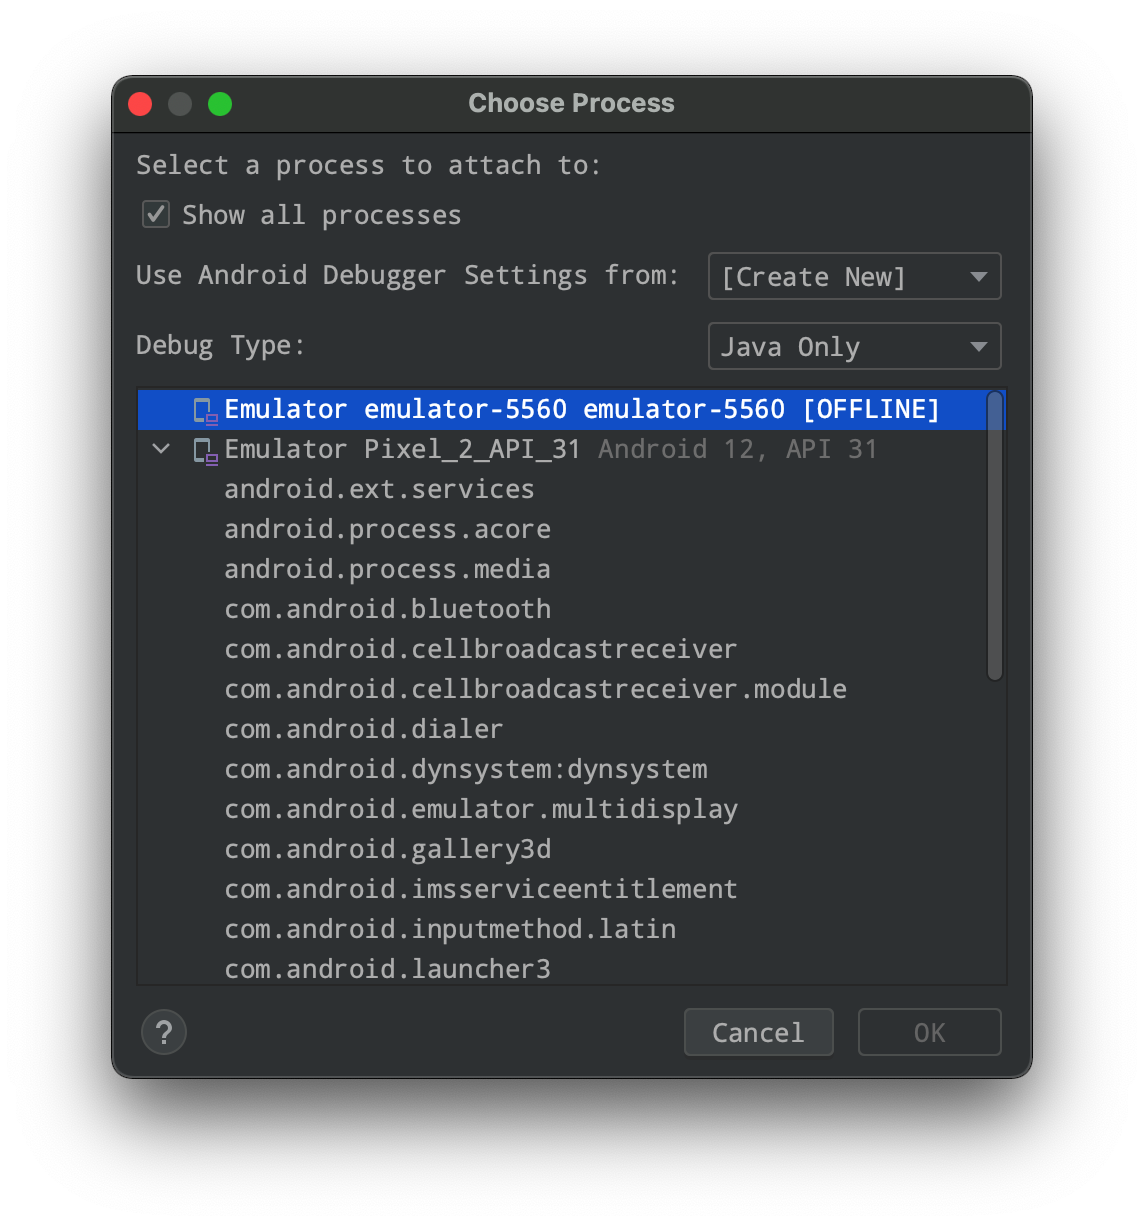 Choose Process
Select a process to attach to:
Show all processes
Use Android Debugger Settings from: [Create New]
Debug Type: Java Only
Emulator emulator-5560 emulator-5560 [OFFLINE]
Emulator Pixel_2_API_31 Android 12, API 31
android.ext.services
android.process.acore
android.process.media
com.android.bluetooth
com.android.cellbroadcastreceiver
com.android.cellbroadcastreceiver.module
com.android.dialer
com.android.dynsystem:dynsystem
com.android.emulator.multidisplay
com.android.gallery3d
com.android.imsserviceentitlement
com.android.inputmethod.latin
com.android.launcher3
? Cancel OK